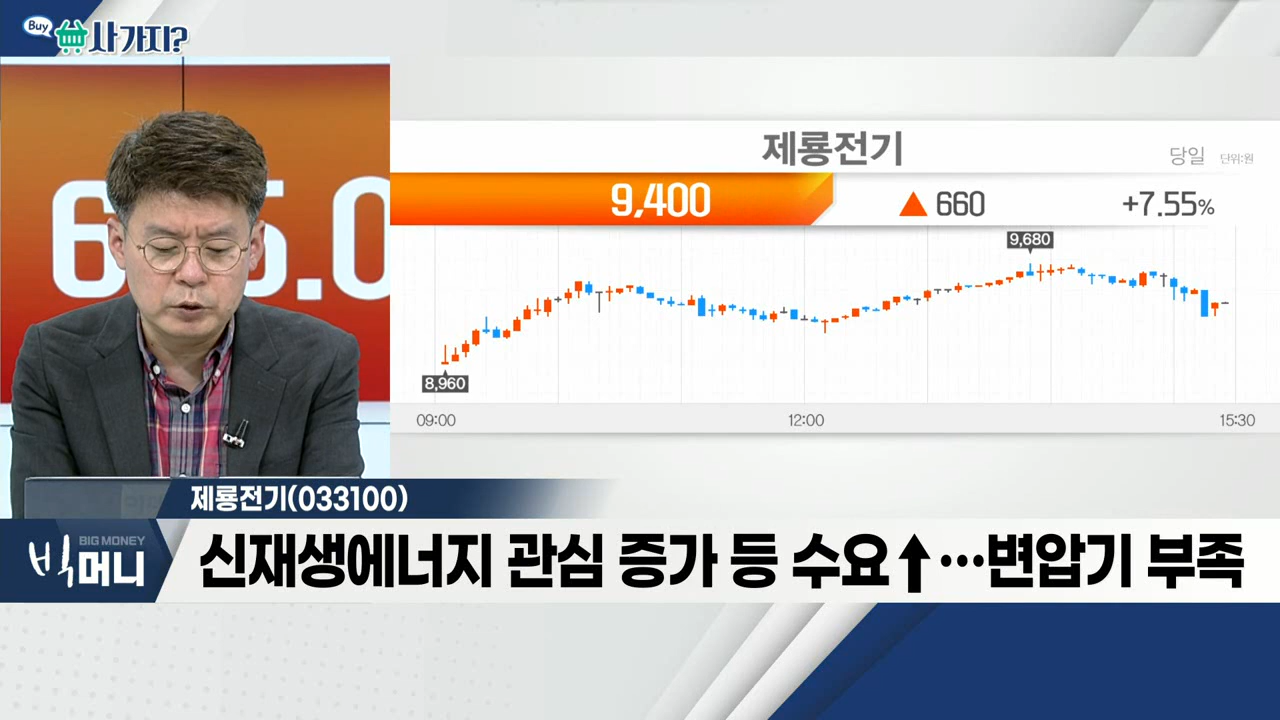 Buy
사가지?
제룡전기
당일 단위:원
9,400 ▲ 660 +7.55%
9,680
8,960
09:00 12:00 15:30
제룡전기(033100)
BIG MONEY
빅머니
신재생에너지 관심 증가 등 수요↑…변압기 부족